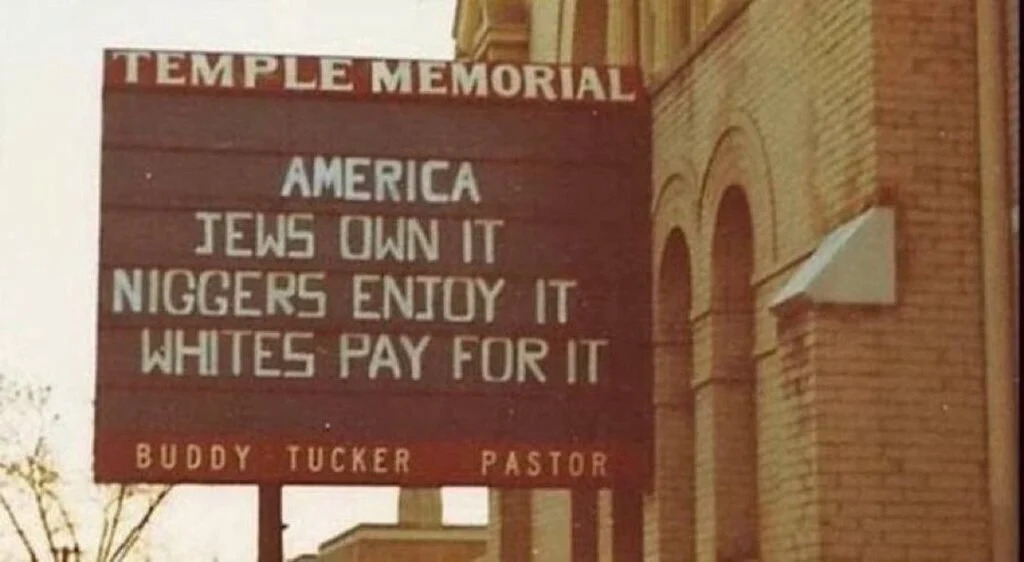 TEMPLE MEMORIAL
AMERICA
JEWS OWN IT
NIGGERS ENJOY IT
WHITES PAY FOR IT
BUDDY TUCKER PASTOR